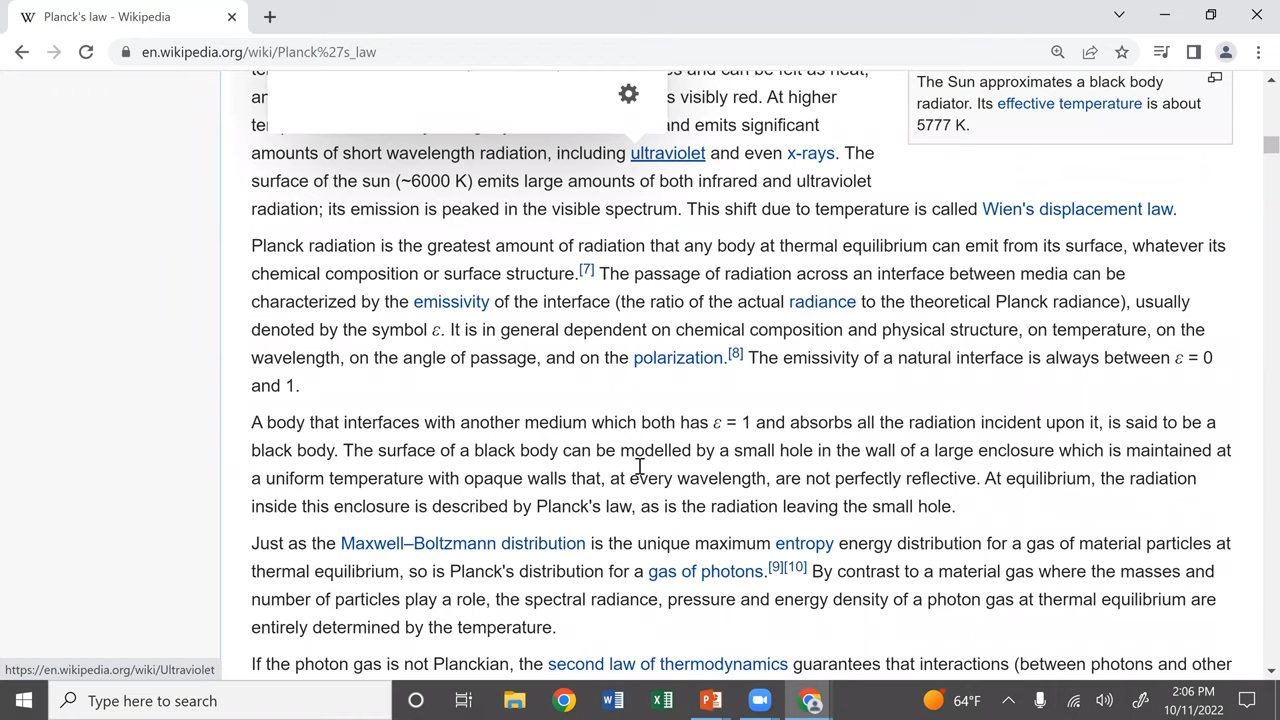 Planck's law - Wikipedia
en.wikipedia.org/wiki/Planck%27s_law
s and can be felt as heat,
s visibly red. At higher
and emits significant
amounts of short wavelength radiation, including ultraviolet and even x-rays. The
surface of the sun (~6000 K) emits large amounts of both infrared and ultraviolet
radiation; its emission is peaked in the visible spectrum. This shift due to temperature is called Wien's displacement law.
The Sun approximates a black body
radiator. Its effective temperature is about
5777 K.
Planck radiation is the greatest amount of radiation that any body at thermal equilibrium can emit from its surface, whatever its
chemical composition or surface structure.[7] The passage of radiation across an interface between media can be
characterized by the emissivity of the interface (the ratio of the actual radiance to the theoretical Planck radiance), usually
denoted by the symbol ε. It is in general dependent on chemical composition and physical structure, on temperature, on the
wavelength, on the angle of passage, and on the polarization.[8] The emissivity of a natural interface is always between ε = 0
and 1.
A body that interfaces with another medium which both has ε = 1 and absorbs all the radiation incident upon it, is said to be a
black body. The surface of a black body can be modelled by a small hole in the wall of a large enclosure which is maintained at
a uniform temperature with opaque walls that, at every wavelength, are not perfectly reflective. At equilibrium, the radiation
inside this enclosure is described by Planck's law, as is the radiation leaving the small hole.
Just as the Maxwell–Boltzmann distribution is the unique maximum entropy energy distribution for a gas of material particles at
thermal equilibrium, so is Planck's distribution for a gas of photons.[9][10] By contrast to a material gas where the masses and
number of particles play a role, the spectral radiance, pressure and energy density of a photon gas at thermal equilibrium are
entirely determined by the temperature.
If the photon gas is not Planckian, the second law of thermodynamics guarantees that interactions (between photons and other
https://en.wikipedia.org/wiki/Ultraviolet
Type here to search
64°F
2:06 PM
10/11/2022